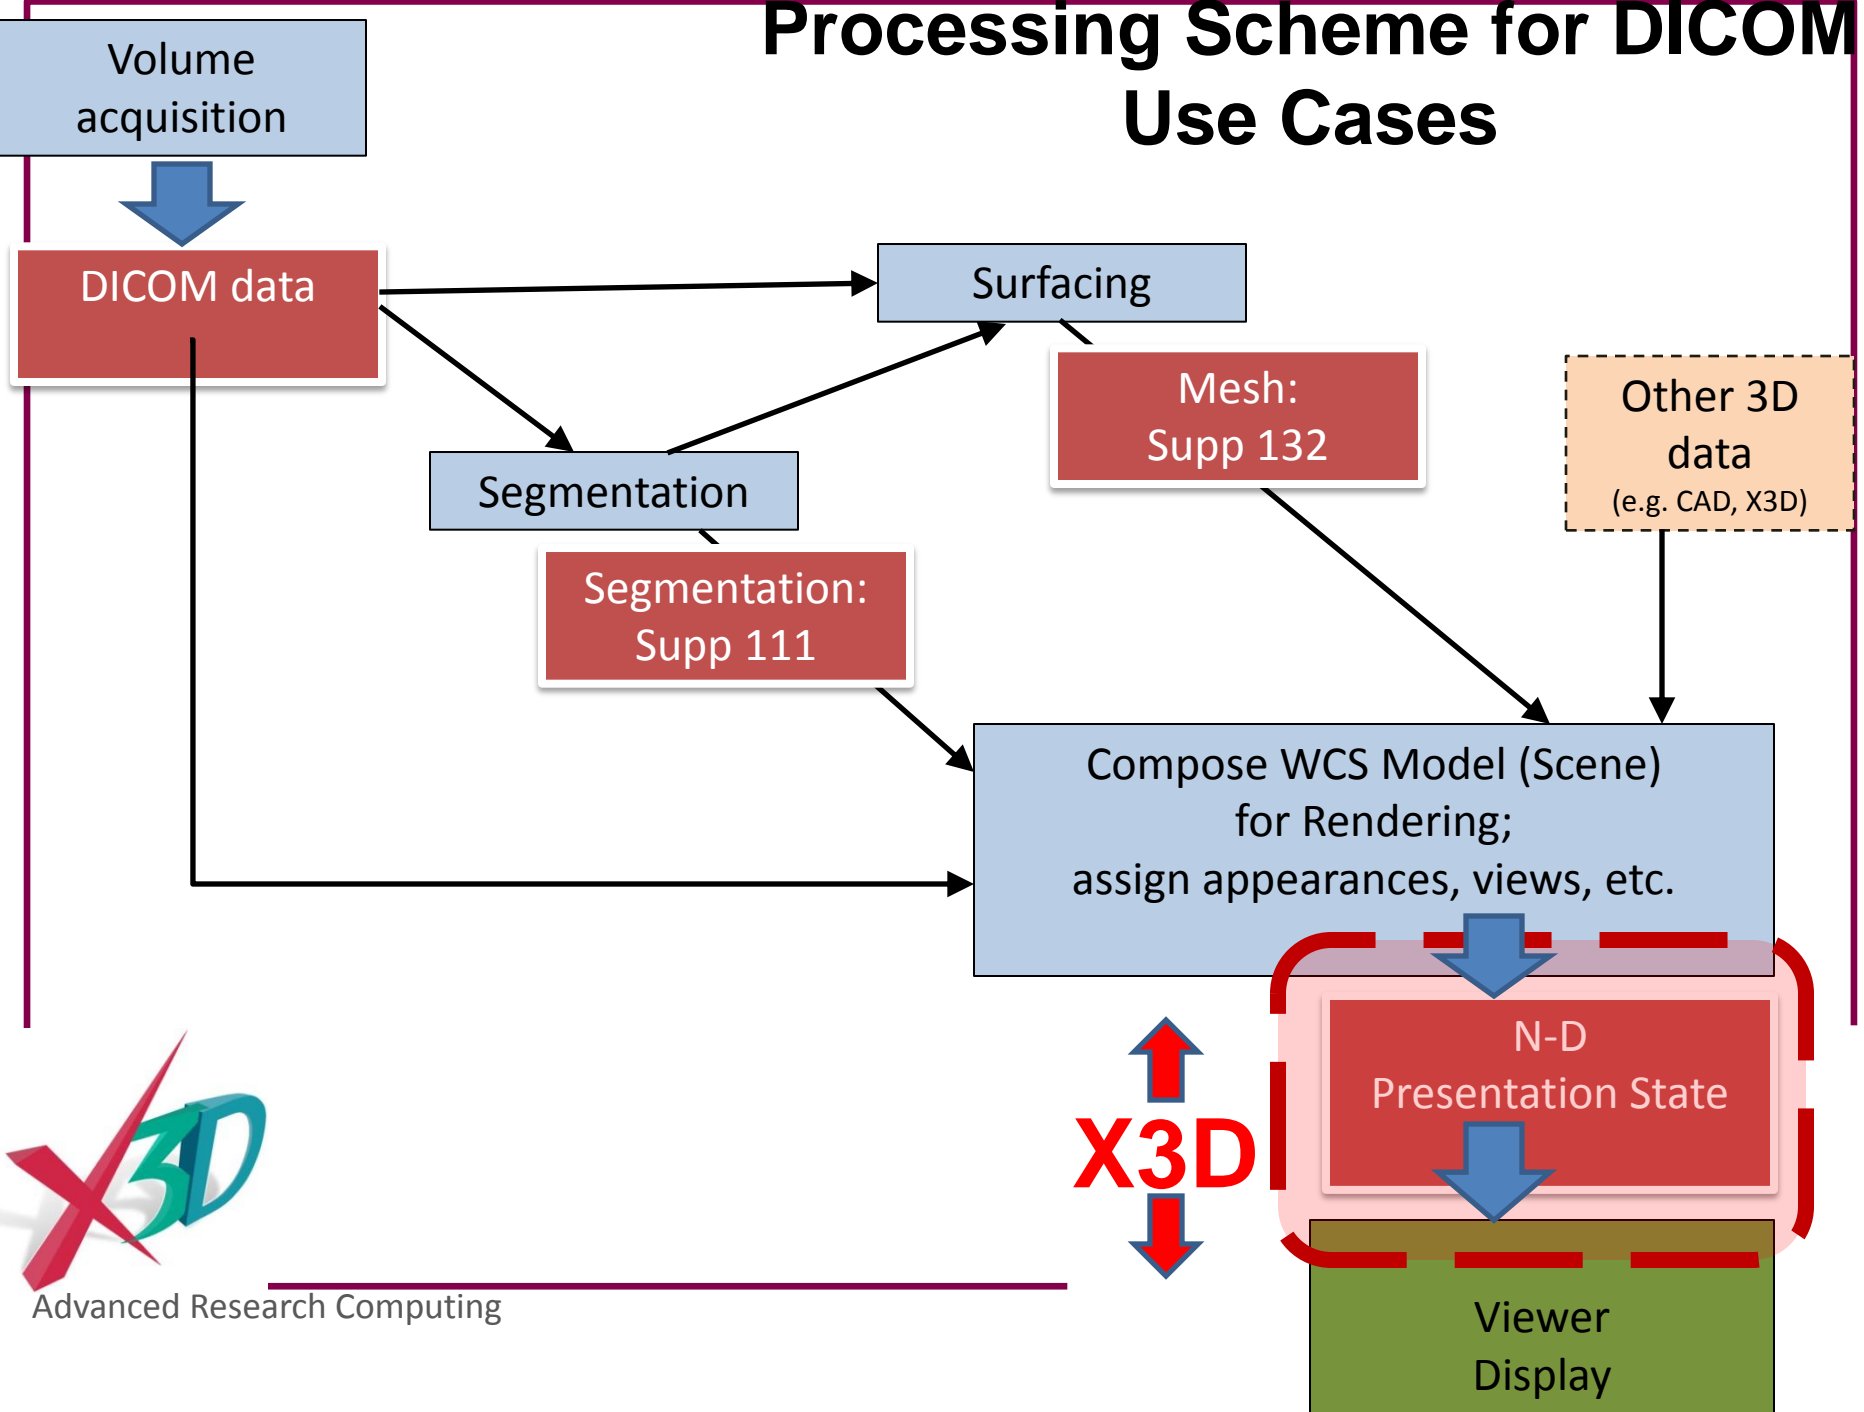 Processing Scheme for DICOM
Use Cases
Volume
acquisition
DICOM data
Surfacing
Mesh:
Supp 132
Other 3D
data
(e.g. CAD, X3D)
Segmentation
Segmentation:
Supp 111
Compose WCS Model (Scene)
for Rendering;
assign appearances, views, etc.
N-D
Presentation State
X3D
X3D
Advanced Research Computing
Viewer
Display